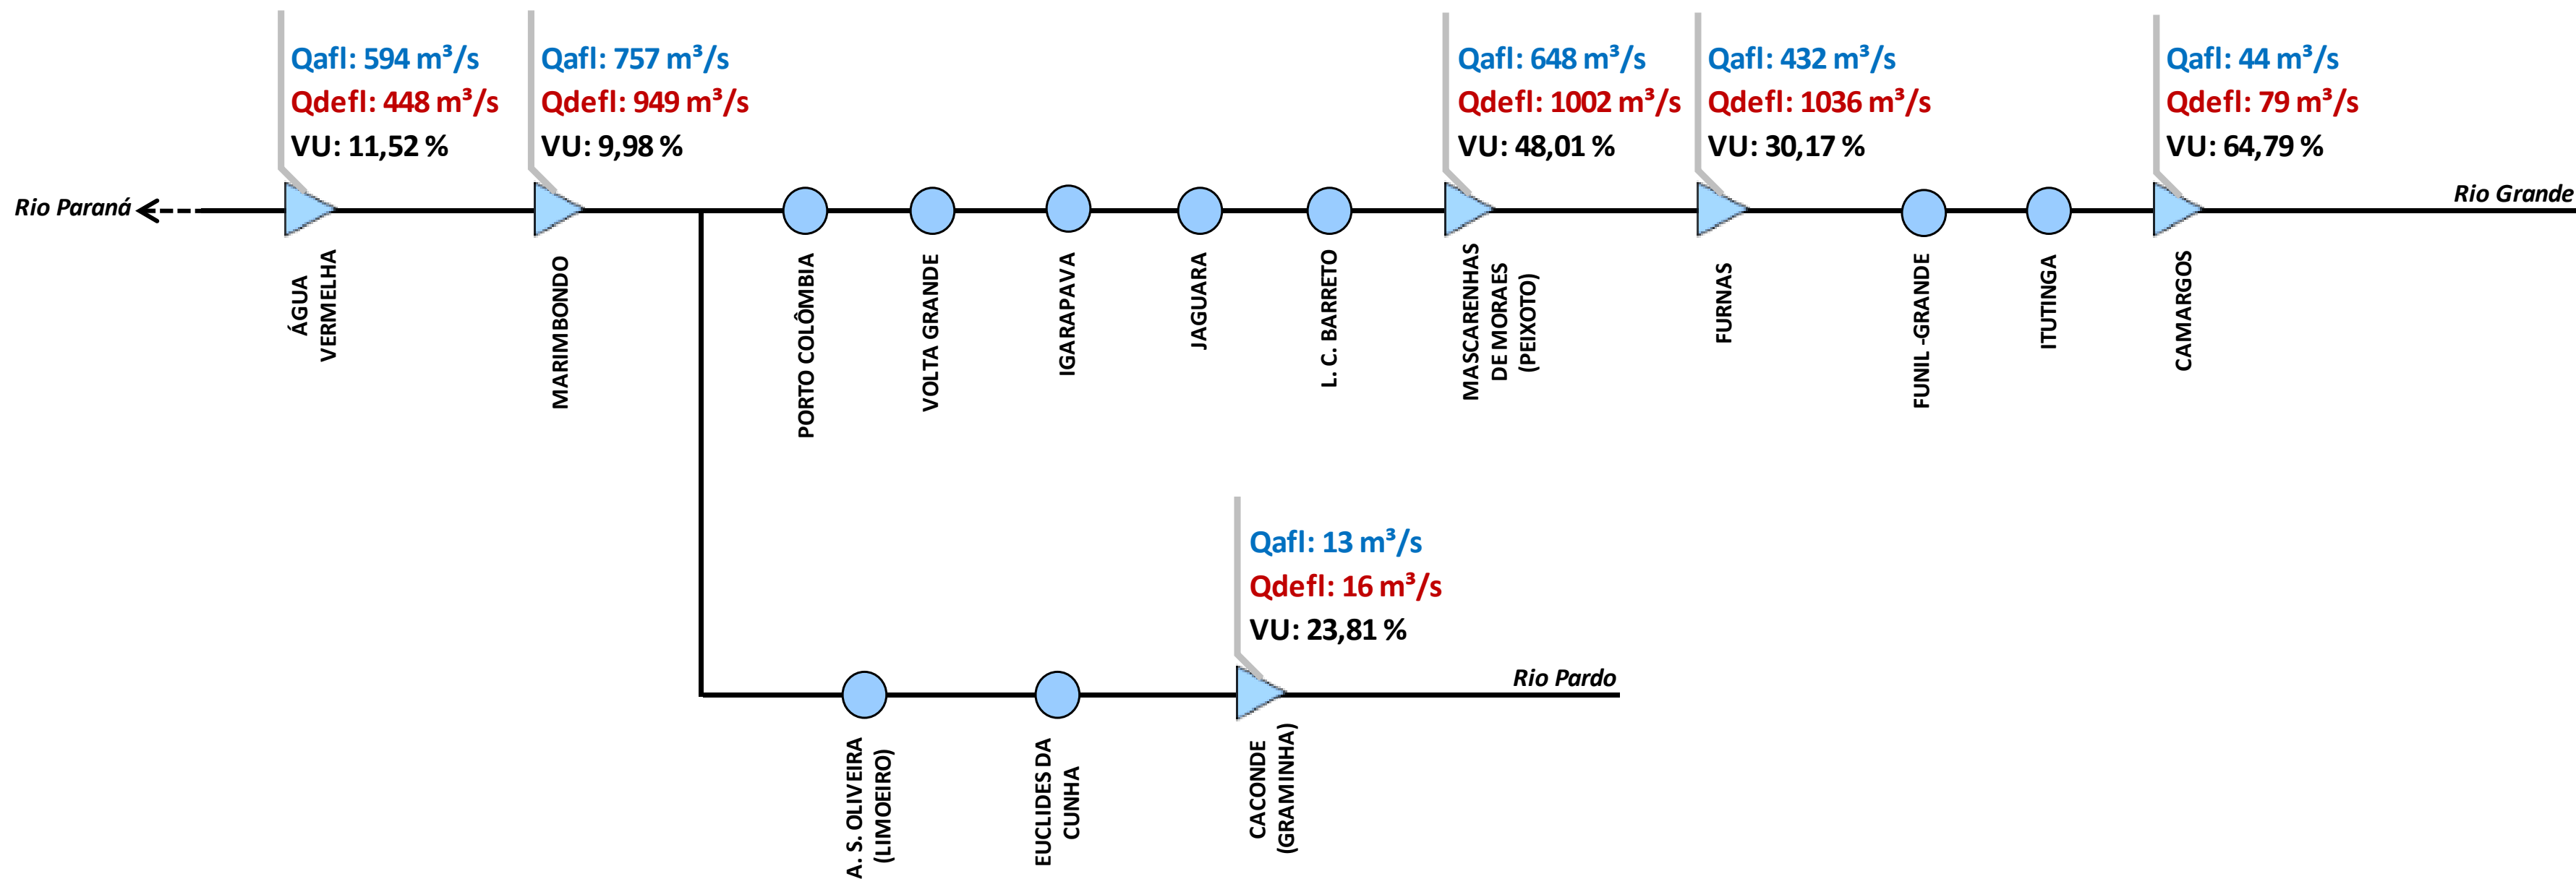 Qafl: 594 m³/s
Qdefl: 448 m³/s
VU: 11,52 %
Qafl: 757 m³/s
Qdefl: 949 m³/s
VU: 9,98 %
Qafl: 648 m³/s
Qdefl: 1002 m³/s
VU: 48,01 %
Qafl: 432 m³/s
Qdefl: 1036 m³/s
VU: 30,17 %
Qafl: 44 m³/s
Qdefl: 79 m³/s
VU: 64,79 %
Rio Paraná
Rio Grande
ÁGUA
VERMELHA
MARIMBONDO
PORTO COLÔMBIA
VOLTA GRANDE
IGARAPAVA
JAGUARA
L. C. BARRETO
MASCARENHAS
DE MORAES
(PEIXOTO)
FURNAS
FUNIL -GRANDE
ITUTINGA
CAMARGOS
Qafl: 13 m³/s
Qdefl: 16 m³/s
VU: 23,81 %
Rio Pardo
A. S. OLIVEIRA
(LIMOEIRO)
EUCLIDES DA
CUNHA
CACONDE
(GRAMINHA)